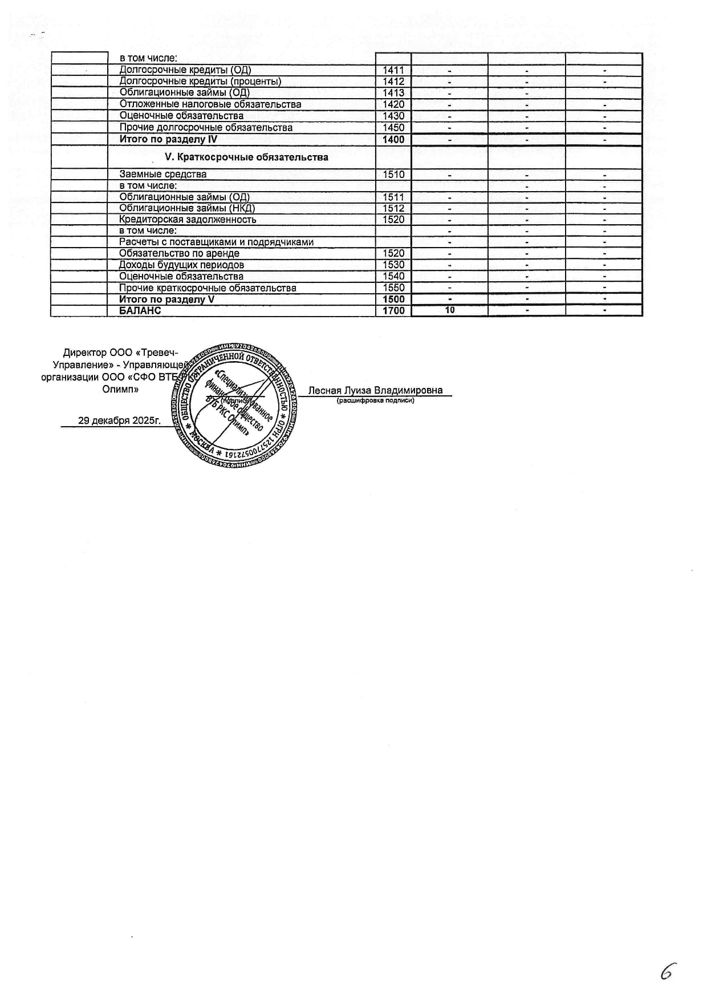 в том числе:
Долгосрочные кредиты (ОД) 1411 - - -
Долгосрочные кредиты (проценты) 1412 - - -
Облигационные займы (ОД) 1413 - -
Отложенные налоговые обязательства 1420 - - -
Оценочные обязательства 1430 - - -
Прочие долгосрочные обязательства 1450 - - -
Итого по разделу IV 1400 - - -
V. Краткосрочные обязательства
Заемные средства 1510 - - -
в том числе: - -
Облигационные займы (ОД) 1511 - - -
Облигационные займы (НКД) 1512 - - -
Кредиторская задолженность 1520 - - -
в том числе: - - -
Расчеты с поставщиками и подрядчиками - - -
Обязательство по аренде 1520 - - -
Доходы будущих периодов 1530 - - -
Оценочные обязательства 1540 - - -
Прочие краткосрочные обязательства 1550 - - -
Итого по разделу V 1500 - - -
БАЛАНС 1700 10 - -
Директор ООО «Тревеч-
Управление» - Управляющей
организации ООО «СФО ВТБ
Олимп»
(подпись)
Лесная Луиза Владимировна
(расшифровка подписи)
29 декабря 2025г.
ОБЩЕСТВО С ОГРАНИЧЕННОЙ ОТВЕТСТВЕННОСТЬЮ * ОГРН 1257700572161 * МОСКВА *
ИНН 9704268000
«Специализированное
финансовое общество
ВТБ РКС Олимп»
6